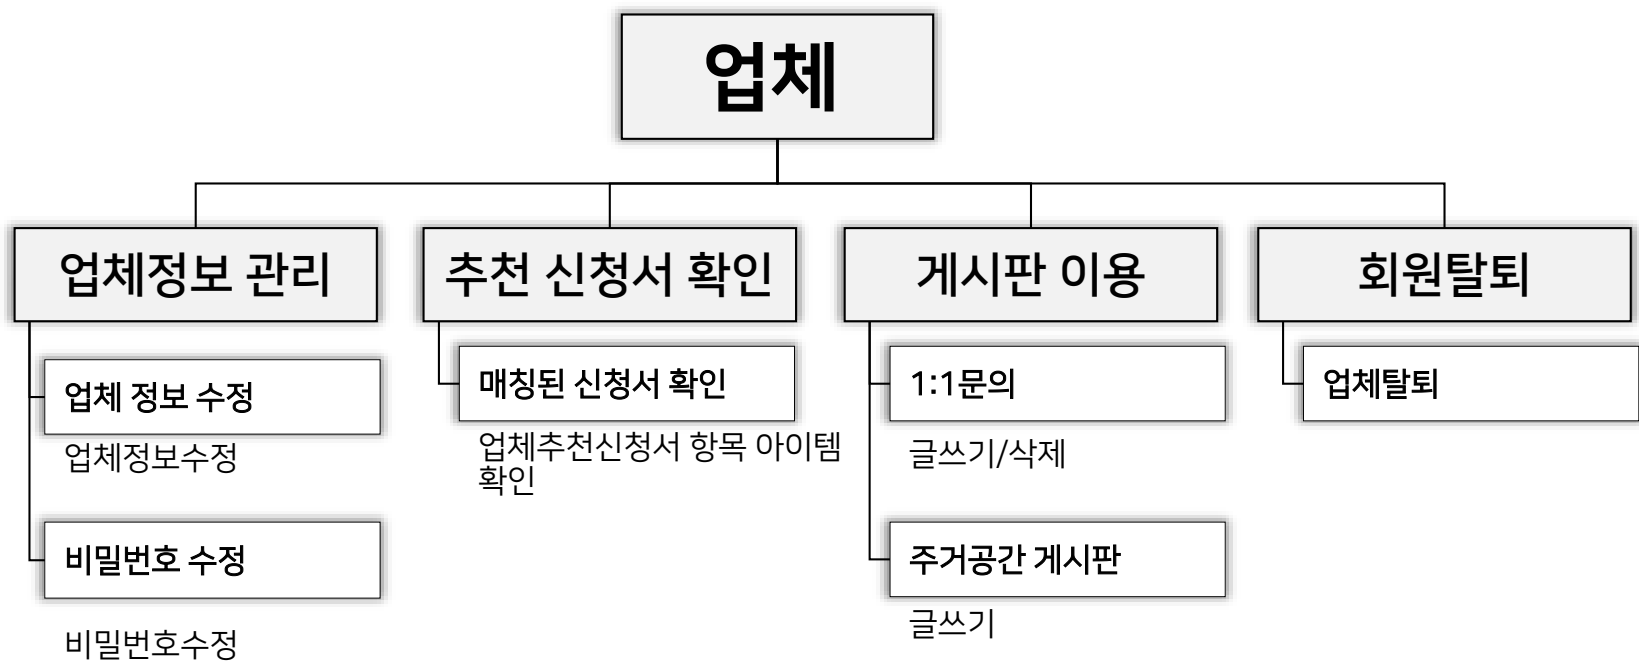 업체
업체정보 관리
업체 정보 수정
업체정보수정
비밀번호 수정
비밀번호수정
추천 신청서 확인
매칭된 신청서 확인
업체추천신청서 항목 아이템
확인
게시판 이용
1:1문의
글쓰기/삭제
주거공간 게시판
글쓰기
회원탈퇴
업체탈퇴